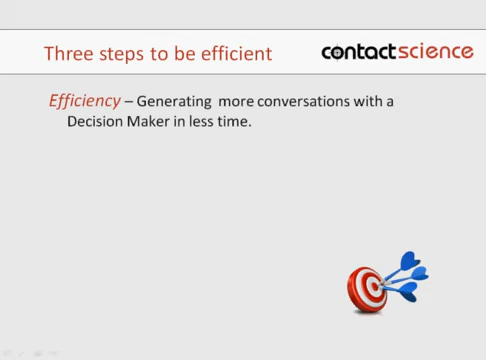 Three steps to be efficient
contactscience
Efficiency – Generating more conversations with a
Decision Maker in less time.